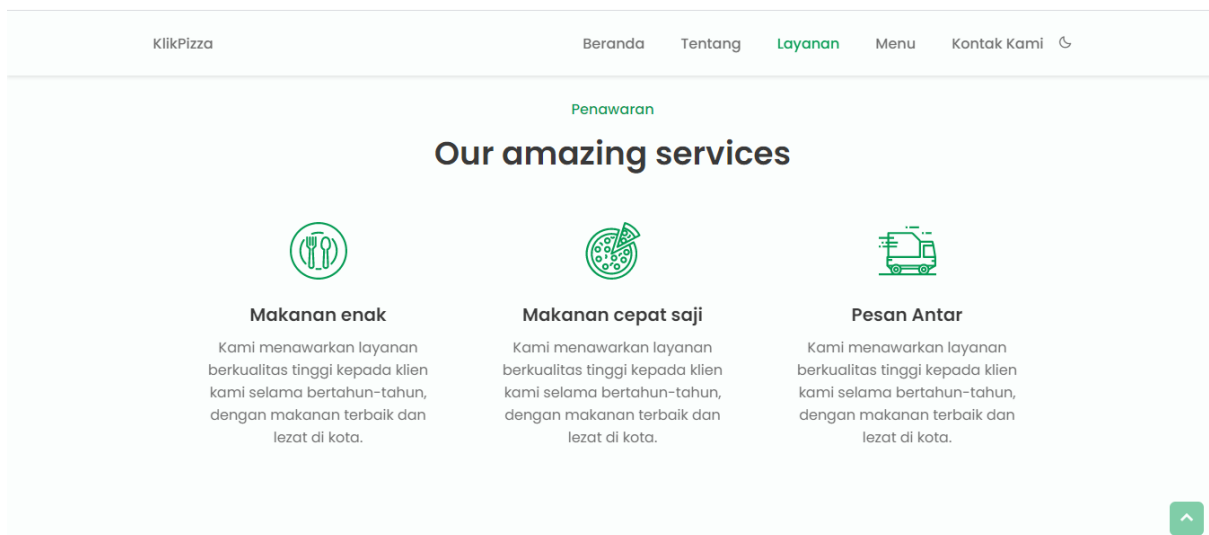 KlikPizza Beranda Tentang Layanan Menu Kontak Kami
Penawaran
Our amazing services
Makanan enak
Kami menawarkan layanan
berkualitas tinggi kepada klien
kami selama bertahun-tahun,
dengan makanan terbaik dan
lezat di kota.
Makanan cepat saji
Kami menawarkan layanan
berkualitas tinggi kepada klien
kami selama bertahun-tahun,
dengan makanan terbaik dan
lezat di kota.
Pesan Antar
Kami menawarkan layanan
berkualitas tinggi kepada klien
kami selama bertahun-tahun,
dengan makanan terbaik dan
lezat di kota.